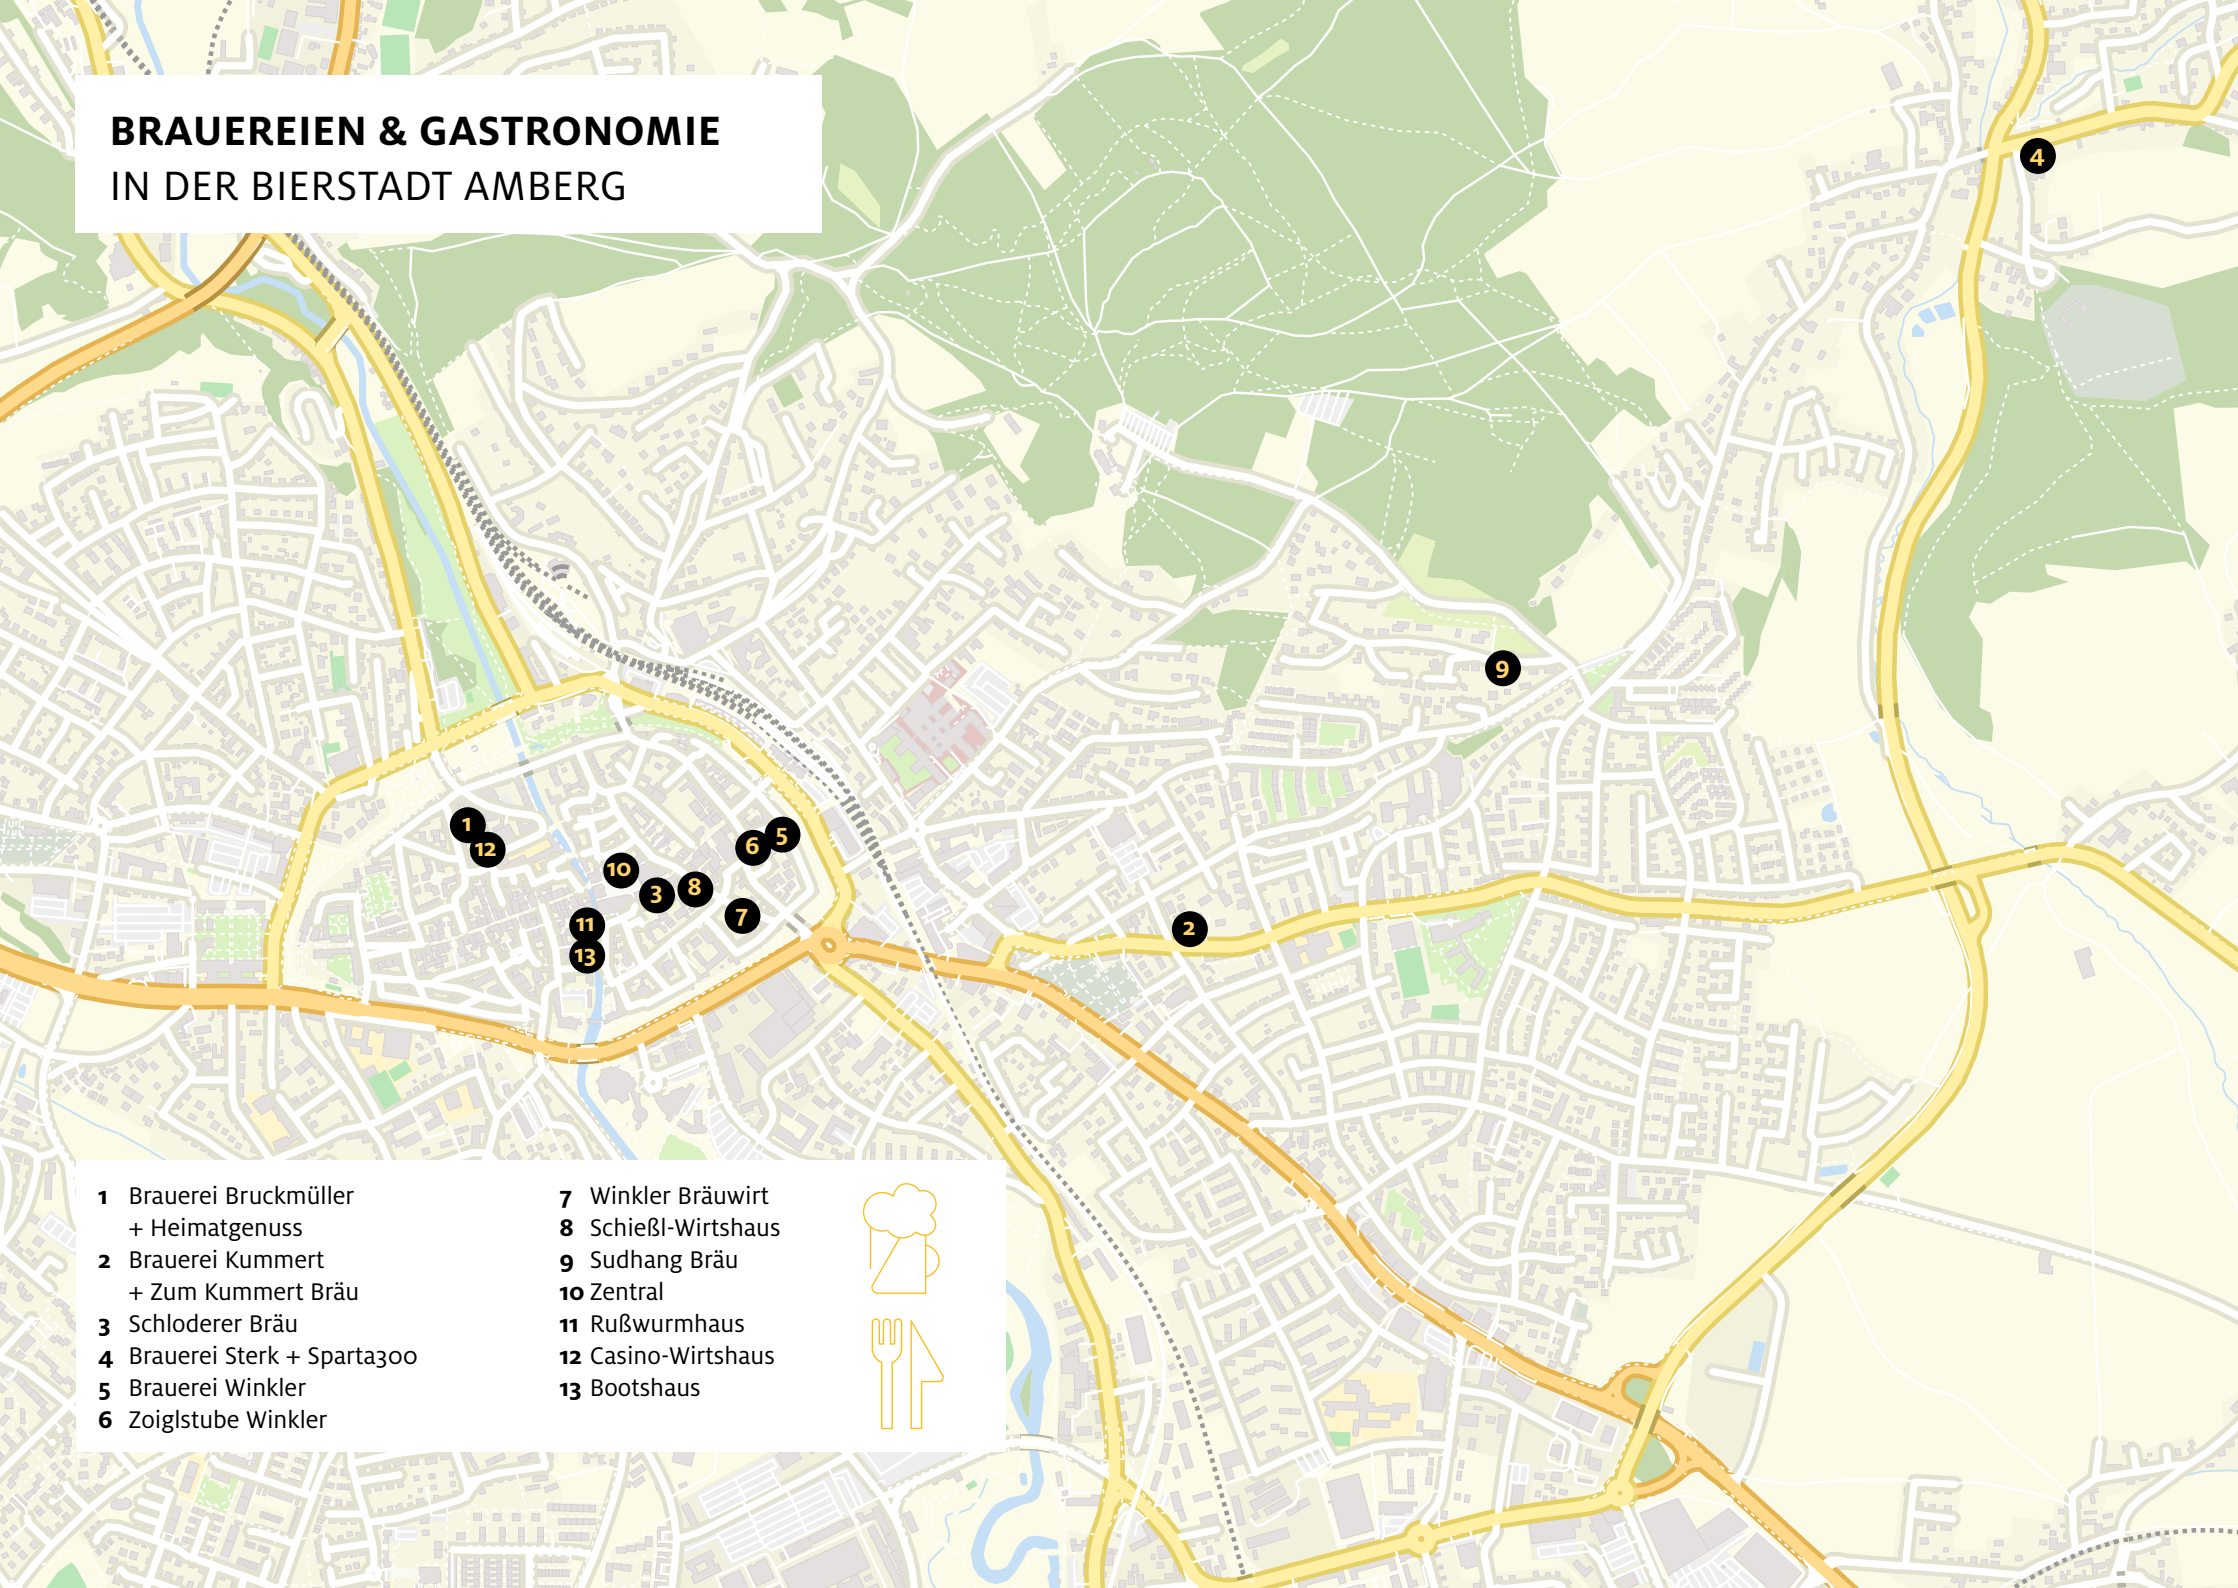 BRAUEREIEN & GASTRONOMIE
IN DER BIERSTADT AMBERG
4
9
1
12
5
6
10
3
8
7
11
13
2
1 Brauerei Bruckmüller
+ Heimatgenuss
2 Brauerei Kummert
+ Zum Kummert Bräu
3 Schloderer Bräu
4 Brauerei Sterk + Sparta300
5 Brauerei Winkler
6 Zoiglstube Winkler
7 Winkler Bräuwirt
8 Schießl-Wirtshaus
9 Sudhang Bräu
10 Zentral
11 Rußwurmhaus
12 Casino-Wirtshaus
13 Bootshaus